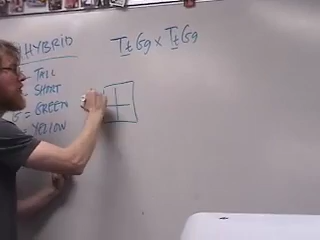 HYBRID
TtGg x TtGg
= TALL
= SHORT
G = GREEN
= YELLOW